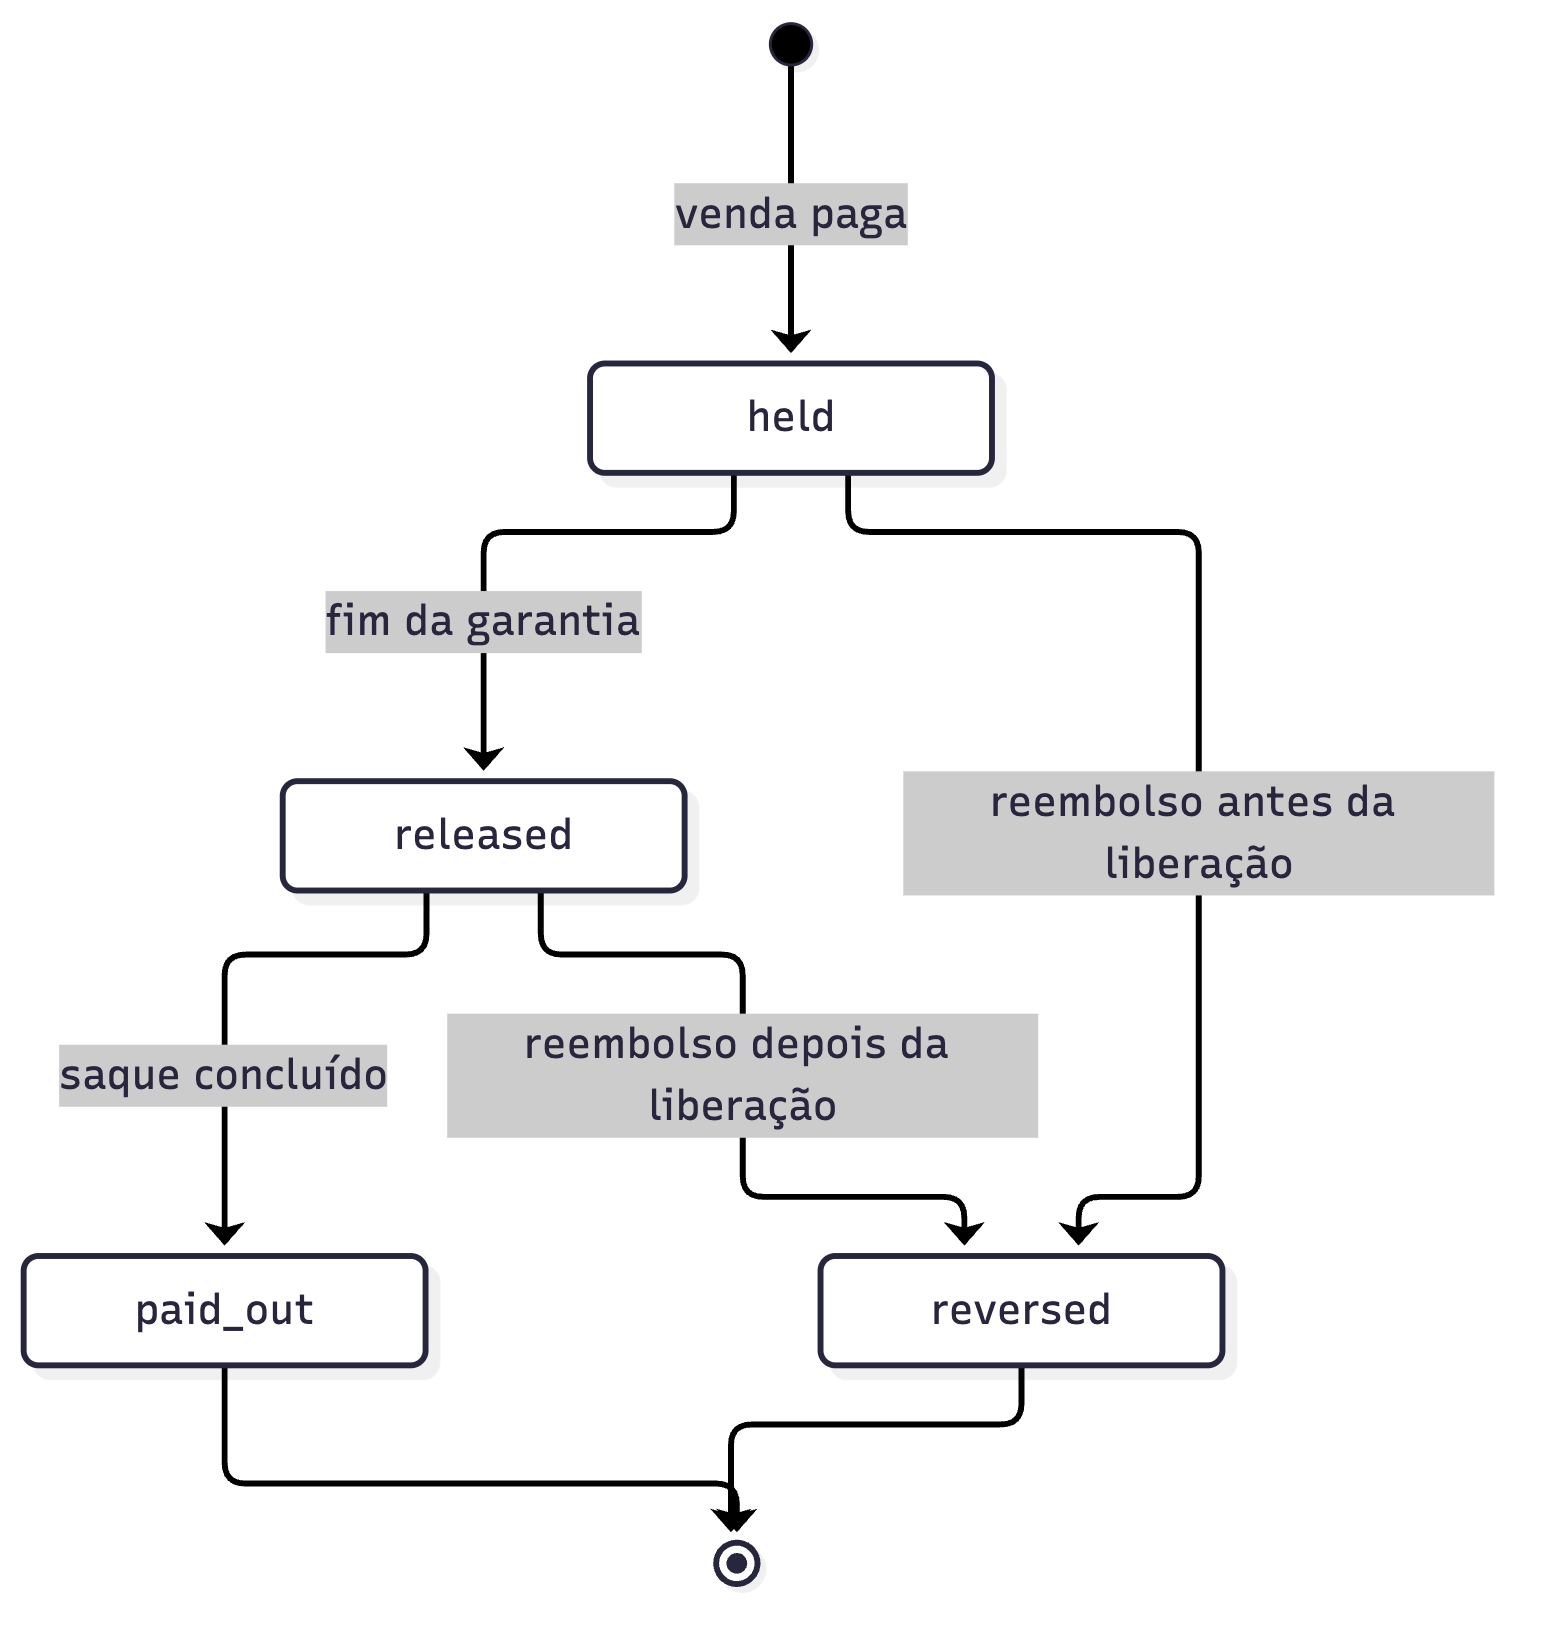 venda paga
held
fim da garantia
released
reembolso antes da
liberação
saque concluído
reembolso depois da
liberação
paid_out
reversed